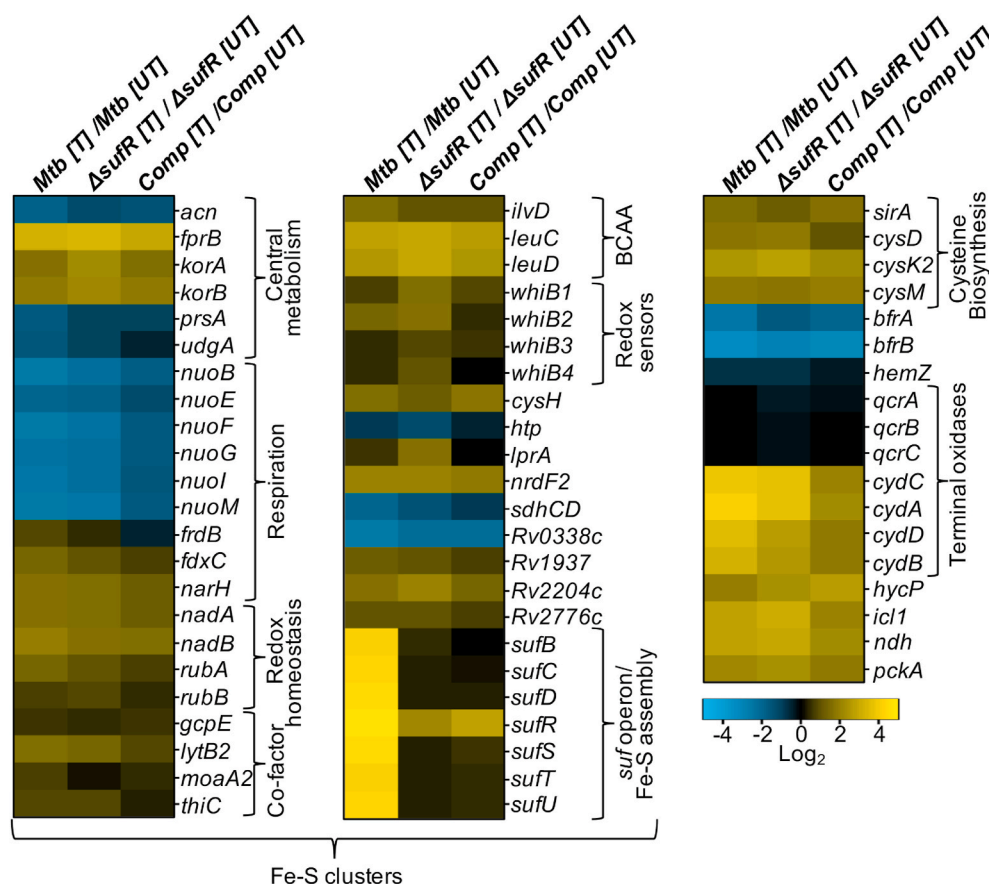 Mtb [T] /Mtb [UT]
ΔsufR [T] / ΔsufR [UT]
Comp [T] /Comp [UT]
acn
fprB
korA
korB
prsA
udgA
nuoB
nuoE
nuoF
nuoG
nuoI
nuoM
frdB
fdxC
narH
nadA
nadB
rubA
rubB
gcpE
lytB2
moaA2
thiC
Central
metabolism
Respiration
Redox
homeostasis
Co-factor
Mtb [T] /Mtb [UT]
ΔsufR [T] / ΔsufR [UT]
Comp [T] /Comp [UT]
ilvD
leuC
leuD
whiB1
whiB2
whiB3
whiB4
cysH
htp
lprA
nrdF2
sdhCD
Rv0338c
Rv1937
Rv2204c
Rv2776c
sufB
sufC
sufD
sufR
sufS
sufT
sufU
BCAA
Redox
sensors
suf operon/
Fe-S assembly
Fe-S clusters
Mtb [T] /Mtb [UT]
ΔsufR [T] / ΔsufR [UT]
Comp [T] /Comp [UT]
sirA
cysD
cysK2
cysM
bfrA
bfrB
hemZ
qcrA
qcrB
qcrC
cydC
cydA
cydD
cydB
hycP
icl1
ndh
pckA
Cysteine
Biosynthesis
Terminal oxidases
-4 -2 0 2 4
Log2